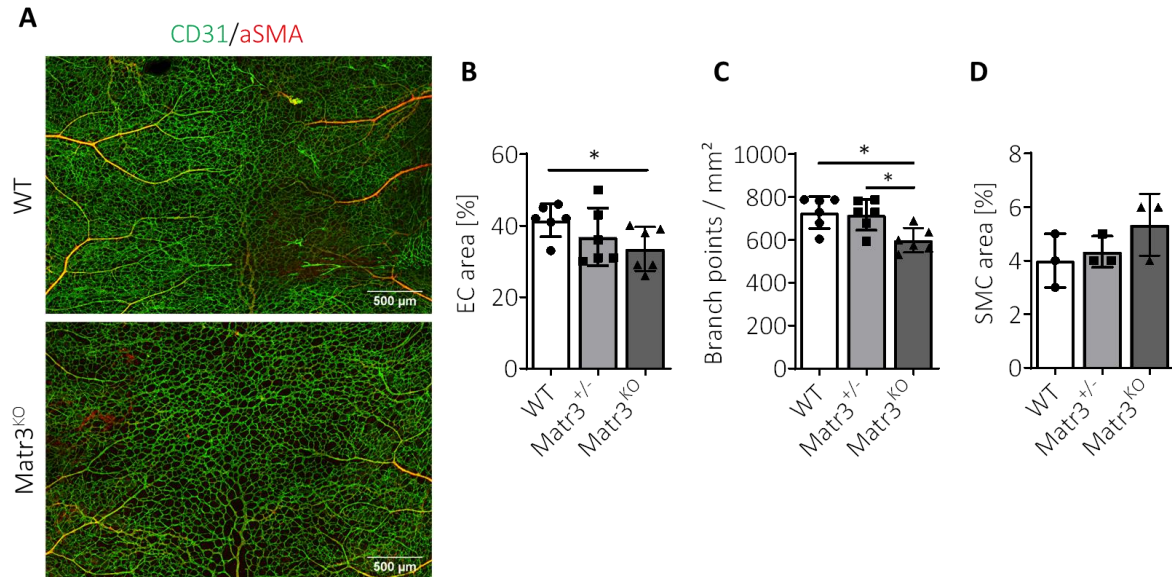 A
CD31/aSMA
WT
500 µm
Matr3ᴷᴼ
500 µm
B
*
EC area [%]
60
40
20
0
WT
Matr3⁺/⁻
Matr3ᴷᴼ
C
*
*
Branch points / mm²
1000
800
600
400
200
0
WT
Matr3⁺/⁻
Matr3ᴷᴼ
D
SMC area [%]
8
6
4
2
0
WT
Matr3⁺/⁻
Matr3ᴷᴼ